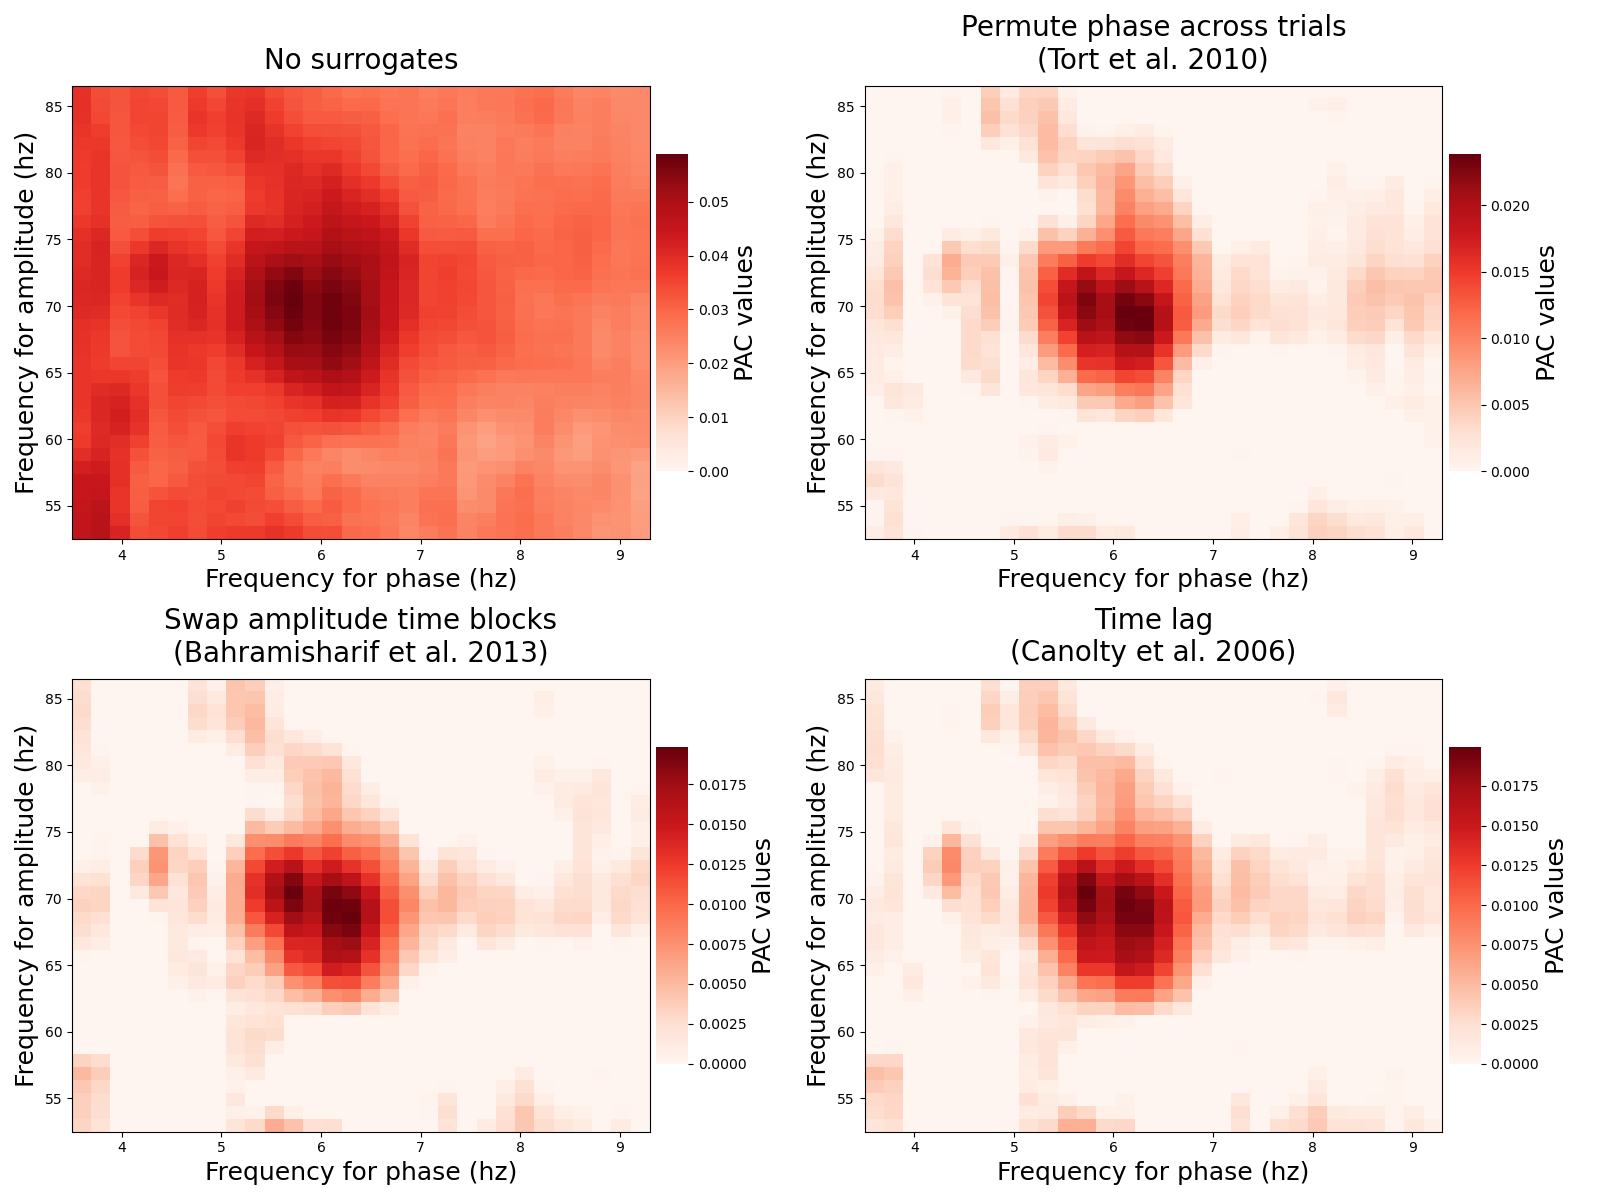 No surrogates
85
80
75
70
65
60
55
Frequency for amplitude (hz)
4 5 6 7 8 9
Frequency for phase (hz)
0.05
0.04
0.03
0.02
0.01
0.00
PAC values
Permute phase across trials
(Tort et al. 2010)
85
80
75
70
65
60
55
Frequency for amplitude (hz)
4 5 6 7 8 9
Frequency for phase (hz)
0.020
0.015
0.010
0.005
0.000
PAC values
Swap amplitude time blocks
(Bahramisharif et al. 2013)
85
80
75
70
65
60
55
Frequency for amplitude (hz)
4 5 6 7 8 9
Frequency for phase (hz)
0.0175
0.0150
0.0125
0.0100
0.0075
0.0050
0.0025
0.0000
PAC values
Time lag
(Canolty et al. 2006)
85
80
75
70
65
60
55
Frequency for amplitude (hz)
4 5 6 7 8 9
Frequency for phase (hz)
0.0175
0.0150
0.0125
0.0100
0.0075
0.0050
0.0025
0.0000
PAC values